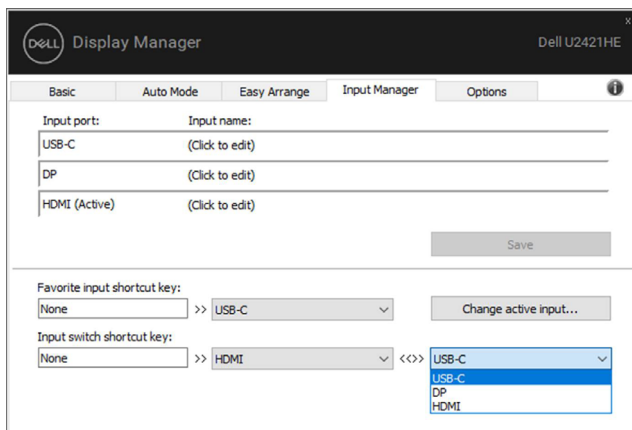 x
DELL Display Manager Dell U2421HE
Basic Auto Mode Easy Arrange Input Manager Options i
Input port: Input name:
USB-C (Click to edit)
DP (Click to edit)
HDMI (Active) (Click to edit)
Save
Favorite input shortcut key:
None >> USB-C Change active input...
Input switch shortcut key:
None >> HDMI <<>> USB-C
USB-C
DP
HDMI